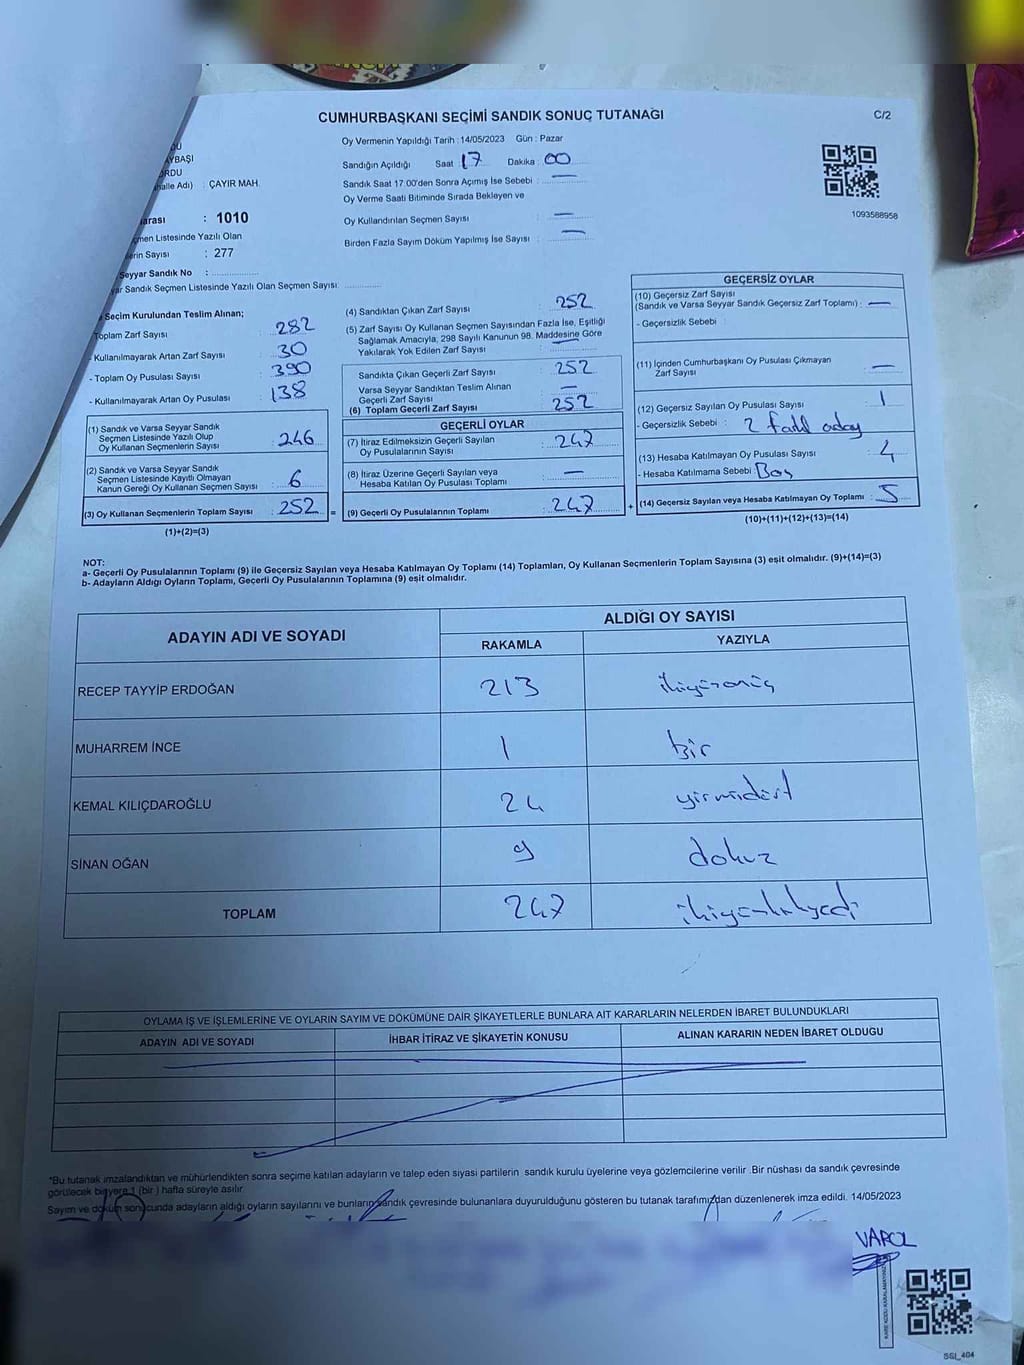 CUMHURBAŞKANI SEÇİMİ SANDIK SONUÇ TUTANAĞI
C/2
Oy Vermenin Yapıldığı Tarih : 14/05/2023 Gün : Pazar
Sandığın Açıldığı Saat 17 Dakika : 00
Sandık Saat 17.00'den Sonra Açımış İse Sebebi :
Oy Verme Saati Bitiminde Sırada Bekleyen ve
Oy Kullandırılan Seçmen Sayısı :
Birden Fazla Sayım Döküm Yapılmış İse Sayısı :
AYBAŞI
ORDU
halle Adı) : ÇAYIR MAH.
arası : 1010
çmen Listesinde Yazılı Olan
lerin Sayısı : 277
Seyyar Sandık No :
yar Sandık Seçmen Listesinde Yazılı Olan Seçmen Sayısı:
1093588958
Seçim Kurulundan Teslim Alınan;
Toplam Zarf Sayısı : 282
- Kullanılmayarak Artan Zarf Sayısı : 30
- Toplam Oy Pusulası Sayısı : 390
- Kullanılmayarak Artan Oy Pusulası : 138
(1) Sandık ve Varsa Seyyar Sandık
Seçmen Listesinde Yazılı Olup
Oy Kullanan Seçmenlerin Sayısı : 246
(2) Sandık ve Varsa Seyyar Sandık
Seçmen Listesinde Kayıtlı Olmayan
Kanun Gereği Oy Kullanan Seçmen Sayısı : 6
(3) Oy Kullanan Seçmenlerin Toplam Sayısı : 252
(1)+(2)=(3)
(4) Sandıktan Çıkan Zarf Sayısı : 252
(5) Zarf Sayısı Oy Kullanan Seçmen Sayısından Fazla İse, Eşitliği
Sağlamak Amacıyla, 298 Sayılı Kanunun 98. Maddesine Göre
Yakılarak Yok Edilen Zarf Sayısı
Sandıkta Çıkan Geçerli Zarf Sayısı : 252
Varsa Seyyar Sandıktan Teslim Alınan
Geçerli Zarf Sayısı
(6) Toplam Geçerli Zarf Sayısı : 252
GEÇERLİ OYLAR
(7) İtiraz Edilmeksizin Geçerli Sayılan
Oy Pusulalarının Sayısı : 247
(8) İtiraz Üzerine Geçerli Sayılan veya
Hesaba Katılan Oy Pusulası Toplamı
=
(9) Geçerli Oy Pusulalarının Toplamı : 247
+
GEÇERSİZ OYLAR
(10) Geçersiz Zarf Sayısı
(Sandık ve Varsa Seyyar Sandık Geçersiz Zarf Toplamı) :
- Geçersizlik Sebebi :
(11) İçinden Cumhurbaşkanı Oy Pusulası Çıkmayan
Zarf Sayısı
(12) Geçersiz Sayılan Oy Pusulası Sayısı : 1
- Geçersizlik Sebebi : 2 farklı aday
(13) Hesaba Katılmayan Oy Pusulası Sayısı : 4
- Hesaba Katılmama Sebebi : Boş
(14) Geçersiz Sayılan veya Hesaba Katılmayan Oy Toplamı : 5
(10)+(11)+(12)+(13)=(14)
NOT:
a- Geçerli Oy Pusulalarının Toplamı (9) ile Geçersiz Sayılan veya Hesaba Katılmayan Oy Toplamı (14) Toplamları, Oy Kullanan Seçmenlerin Toplam Sayısına (3) eşit olmalıdır. (9)+(14)=(3)
b- Adayların Aldığı Oyların Toplamı, Geçerli Oy Pusulalarının Toplamına (9) eşit olmalıdır.
ADAYIN ADI VE SOYADI
ALDIĞI OY SAYISI
RAKAMLA YAZIYLA
RECEP TAYYİP ERDOĞAN 213 ikiyüzonüç
MUHARREM İNCE 1 bir
KEMAL KILIÇDAROĞLU 24 yirmidört
SİNAN OĞAN 9 dokuz
TOPLAM 247 ikiyüzkırkyedi
OYLAMA İŞ VE İŞLEMLERİNE VE OYLARIN SAYIM VE DÖKÜMÜNE DAİR ŞİKAYETLERLE BUNLARA AİT KARARLARIN NELERDEN İBARET BULUNDUKLARI
ADAYIN ADI VE SOYADI İHBAR İTİRAZ VE ŞİKAYETİN KONUSU ALINAN KARARIN NEDEN İBARET OLDUĞU
*Bu tutanak imzalandıktan ve mühürlendikten sonra seçime katılan adayların ve talep eden siyasi partilerin sandık kurulu üyelerine veya gözlemcilerine verilir .Bir nüshası da sandık çevresinde
görülecek bir yere 1 (bir ) hafta süreyle asılır.
Sayım ve döküm sonucunda adayların aldığı oyların sayılarını ve bunların sandık çevresinde bulunanlara duyurulduğunu gösteren bu tutanak tarafımızdan düzenlenerek imza edildi. 14/05/2023
VAROL
KARE KODU KARALAMAYINIZ
SGI_404